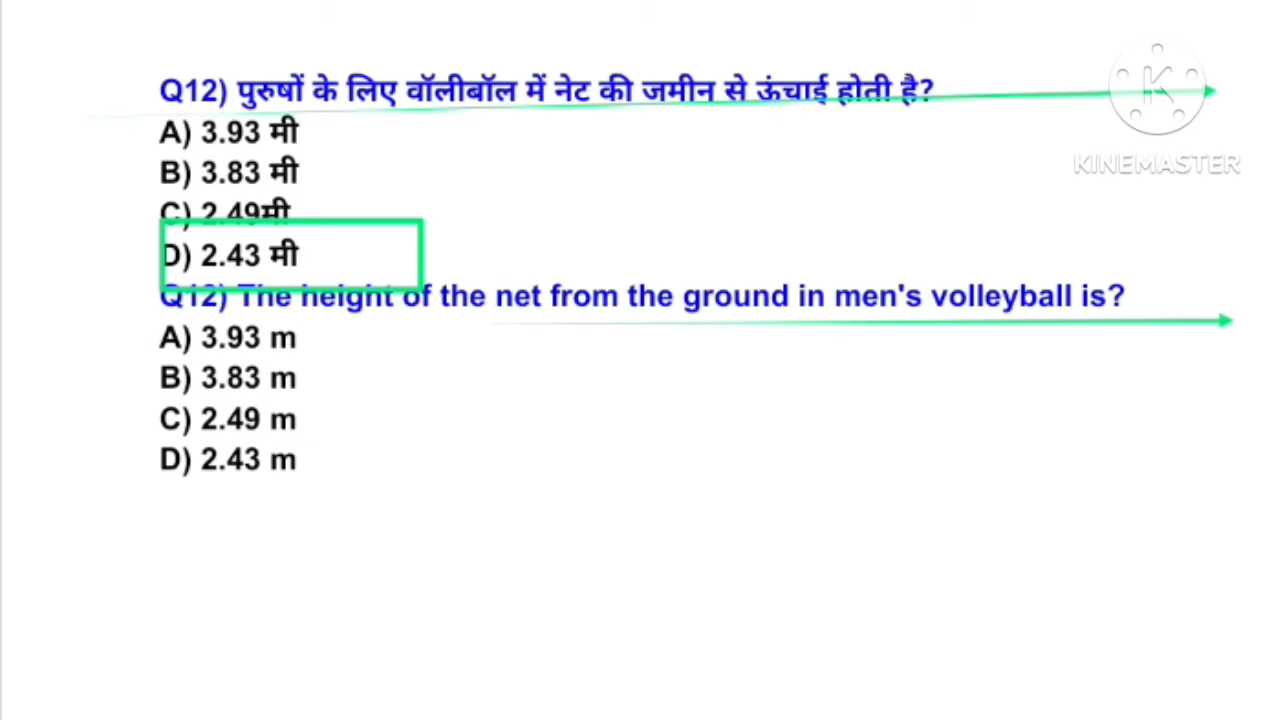 Q12) पुरुषों के लिए वॉलीबॉल में नेट की जमीन से ऊंचाई होती है?
A) 3.93 मी
B) 3.83 मी
C) 2.49मी
D) 2.43 मी
Q12) The height of the net from the ground in men's volleyball is?
A) 3.93 m
B) 3.83 m
C) 2.49 m
D) 2.43 m
K
KINEMASTER